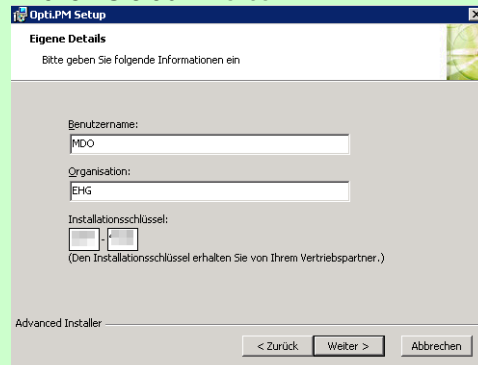 Opti.PM Setup
Eigene Details
Bitte geben Sie folgende Informationen ein
Benutzername:
MDO
Organisation:
EHG
Installationsschlüssel:
-
(Den Installationsschlüssel erhalten Sie von Ihrem Vertriebspartner.)
Advanced Installer
< Zurück
Weiter >
Abbrechen